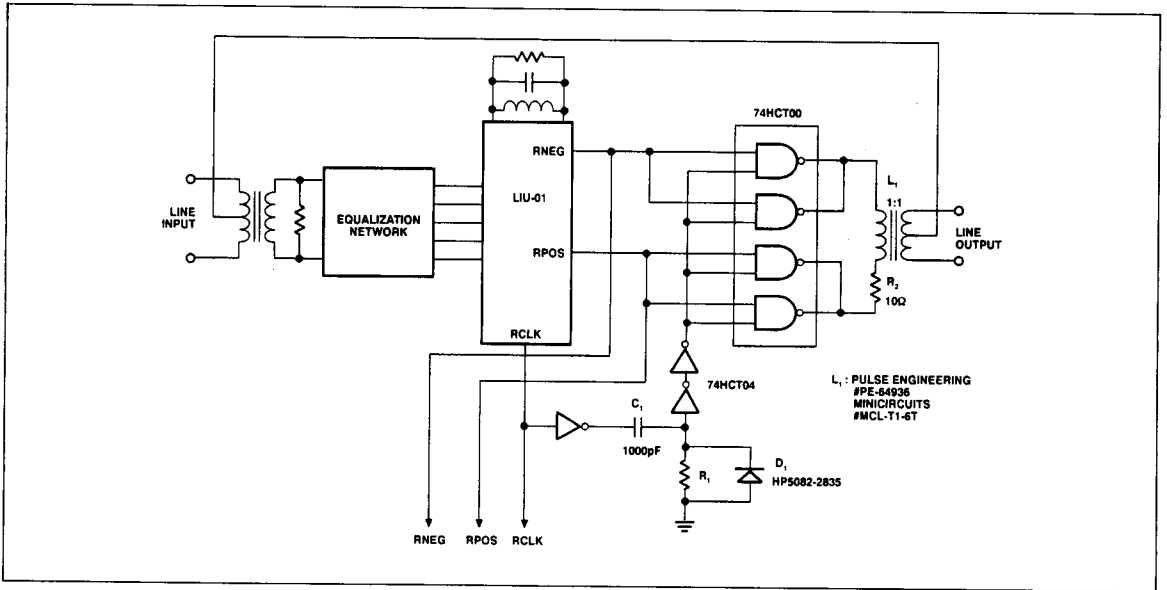 74HCT00
RNEG
LINE
INPUT
EQUALIZATION
NETWORK
LIU-01
RPOS
RCLK
L₁
1:1
LINE
OUTPUT
R₂
10Ω
74HCT04
L₁ : PULSE ENGINEERING
#PE-64936
MINICIRCUITS
#MCL-T1-6T
C₁
1000pF
R₁
D₁
HP5082-2835
RNEG RPOS RCLK